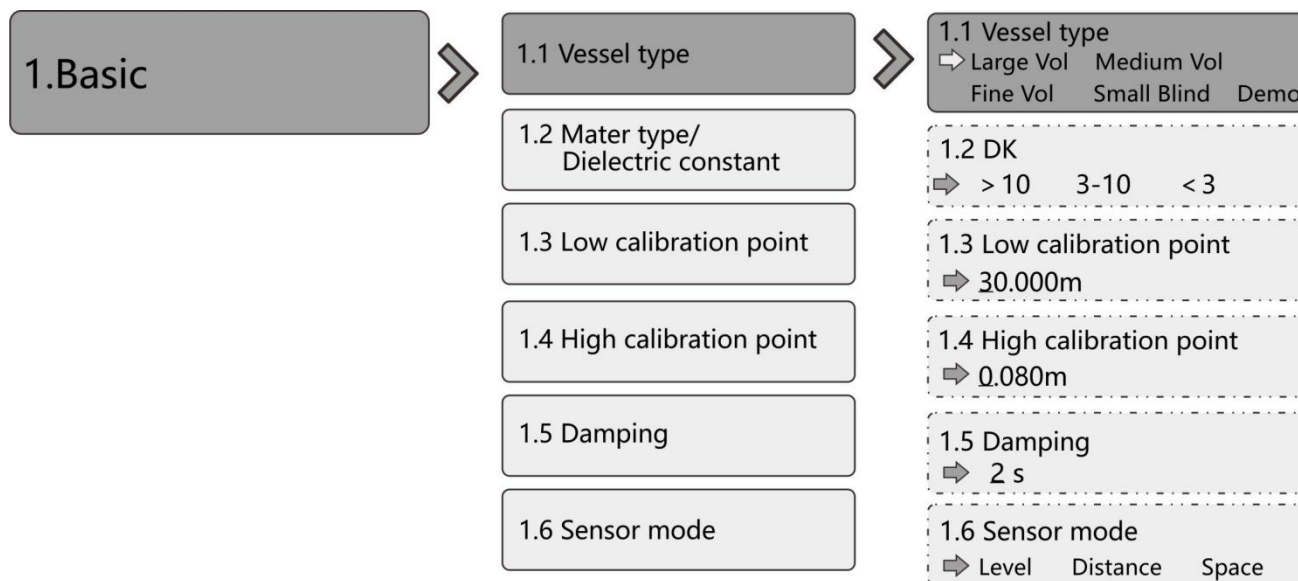 1.Basic
1.1 Vessel type
1.2 Mater type/
Dielectric constant
1.3 Low calibration point
1.4 High calibration point
1.5 Damping
1.6 Sensor mode
1.1 Vessel type
Large Vol Medium Vol
Fine Vol Small Blind Demo
1.2 DK
> 10 3-10 < 3
1.3 Low calibration point
30.000m
1.4 High calibration point
0.080m
1.5 Damping
2 s
1.6 Sensor mode
Level Distance Space